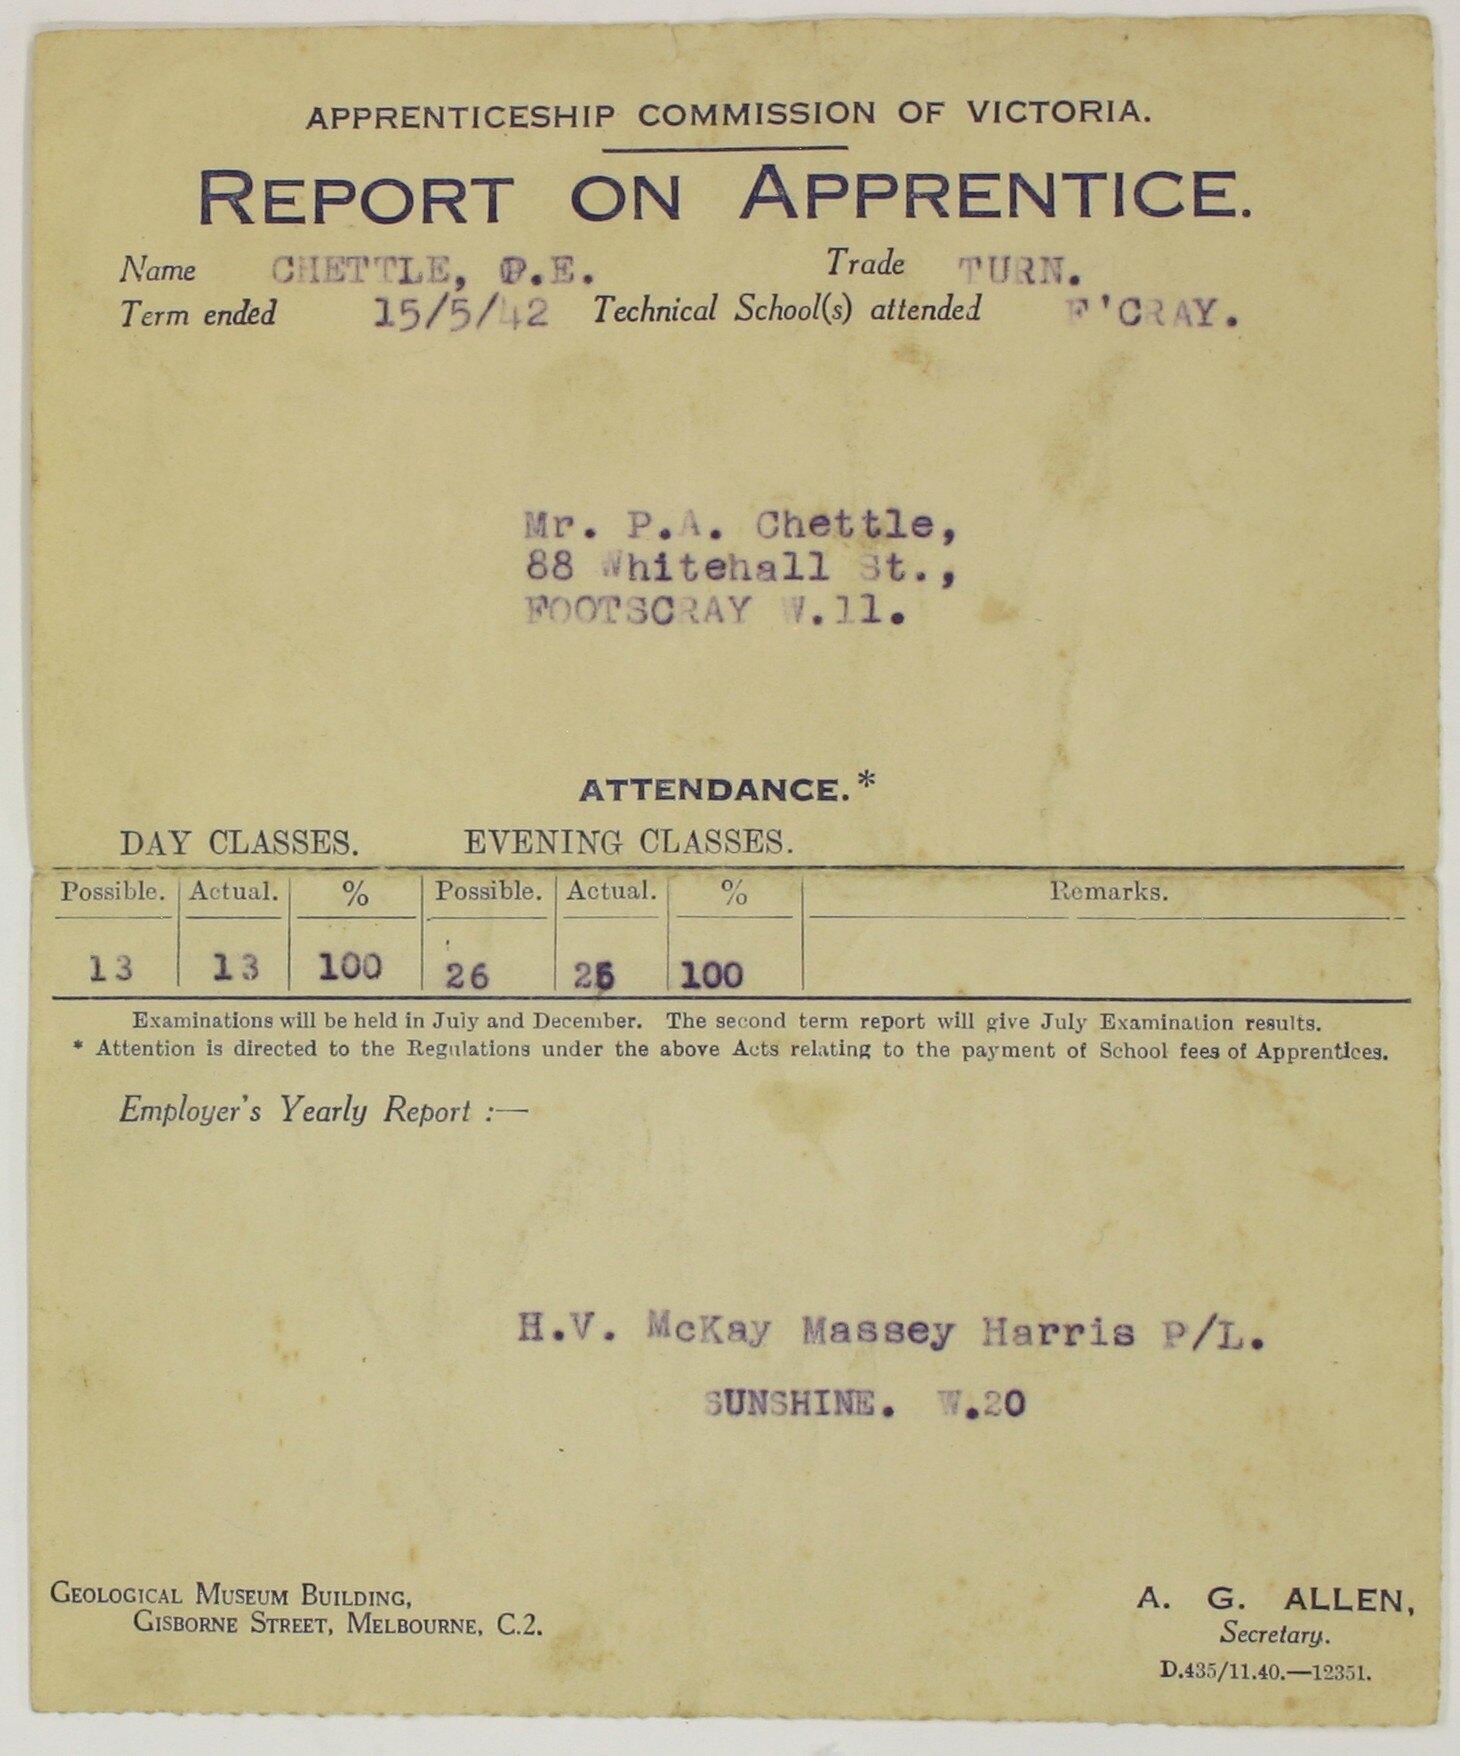 APPRENTICESHIP COMMISSION OF VICTORIA.
REPORT ON APPRENTICE.
Name CHETTLE, P.E. Trade TURN.
Term ended 15/5/42 Technical School(s) attended F'CRAY.
Mr. P.A. Chettle,
88 Whitehall St.,
FOOTSCRAY W.11.
ATTENDANCE.*
DAY CLASSES. EVENING CLASSES.
Possible. Actual. % Possible. Actual. % Remarks.
13 13 100 26 26 100
Examinations will be held in July and December. The second term report will give July Examination results.
* Attention is directed to the Regulations under the above Acts relating to the payment of School fees of Apprentices.
Employer's Yearly Report :—
H.V. McKay Massey Harris P/L.
SUNSHINE. W.20
GEOLOGICAL MUSEUM BUILDING,
GISBORNE STREET, MELBOURNE, C.2.
A. G. ALLEN,
Secretary.
D.435/11.40.—12351.